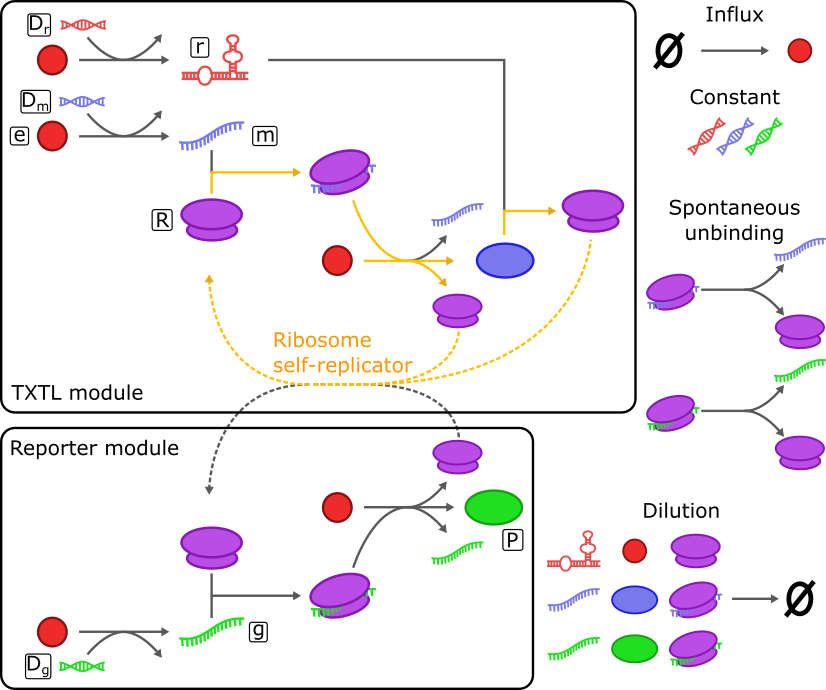 D_r
r
D_m
e
m
R
Ribosome
self-replicator
TXTL module
Reporter module
P
g
D_g
Influx
Ø
Constant
Spontaneous
unbinding
Dilution
Ø